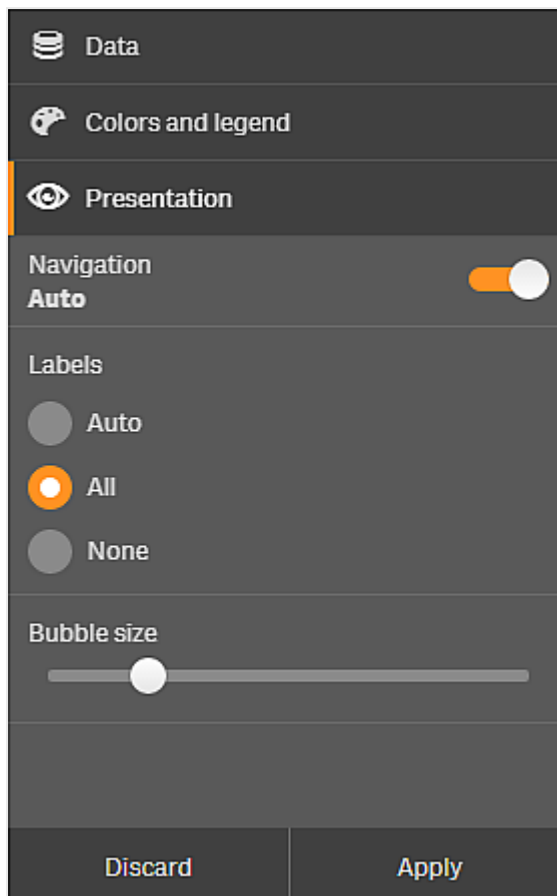 Data
Colors and legend
Presentation
Navigation
Auto
Labels
Auto
All
None
Bubble size
Discard
Apply